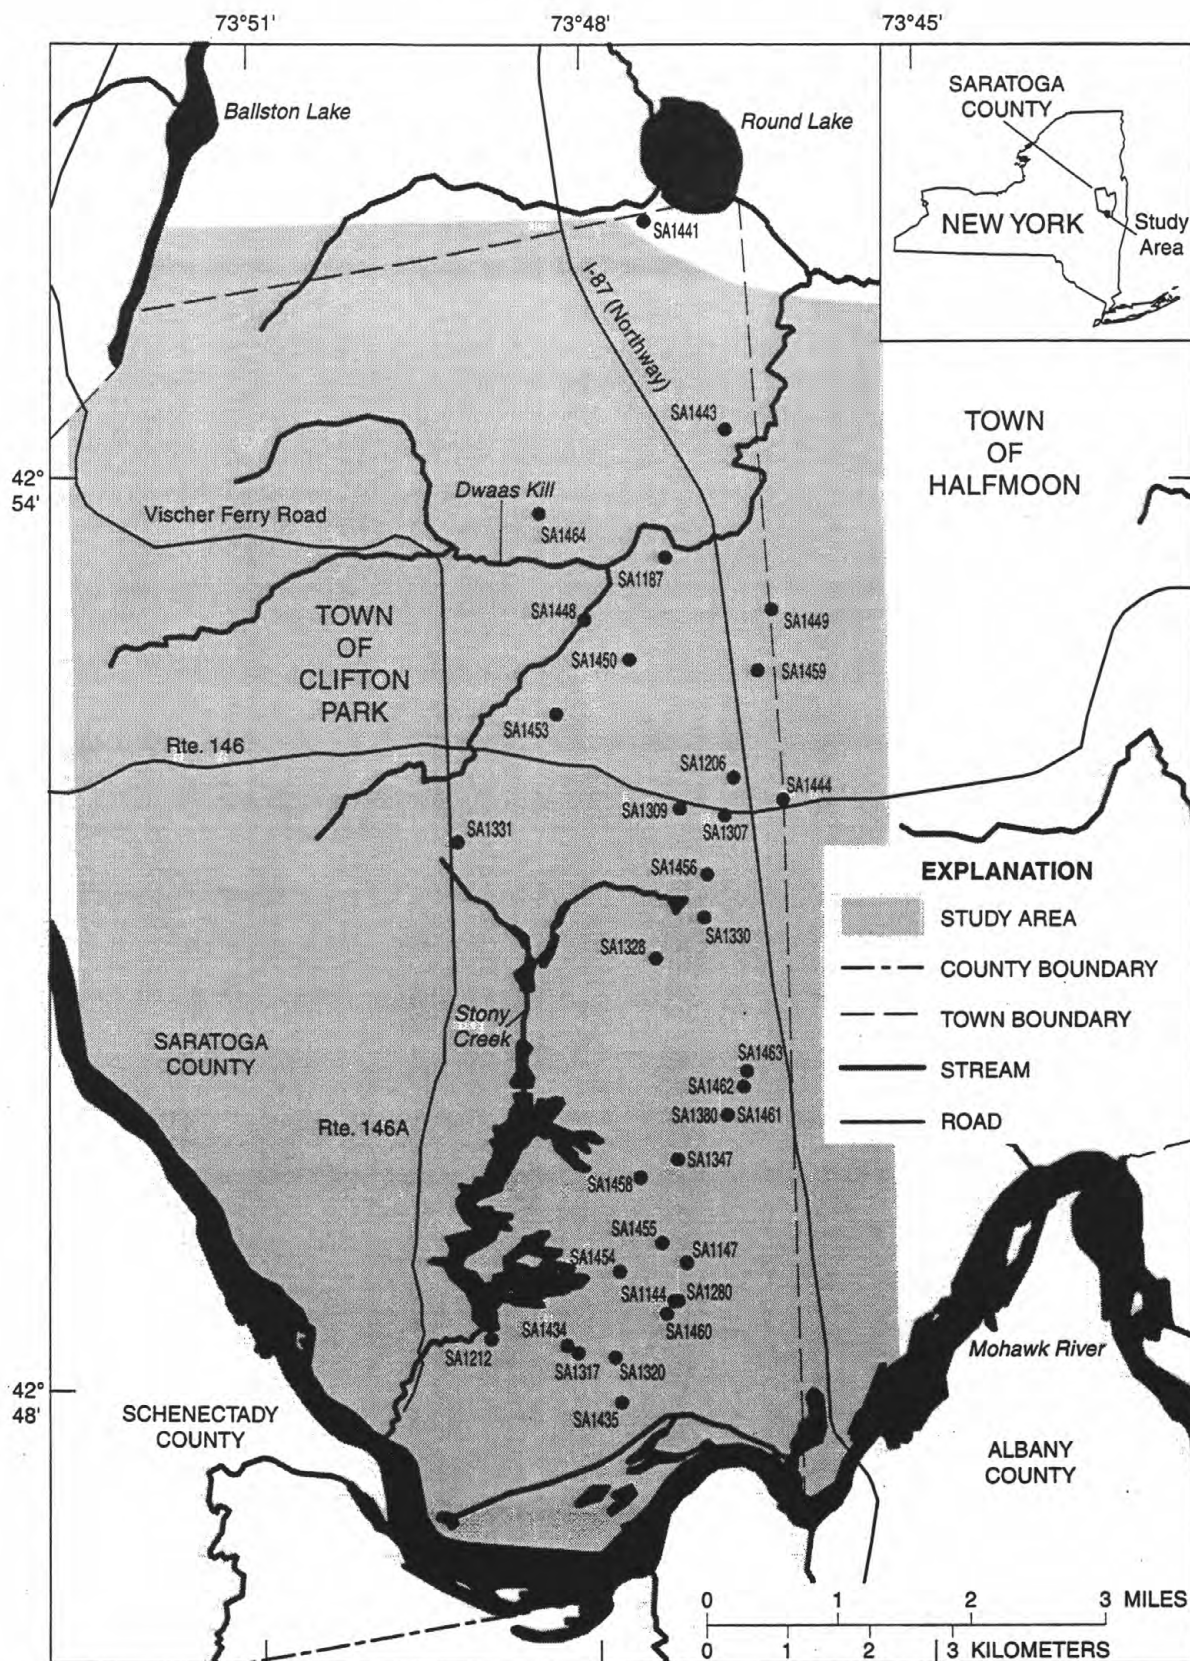 73°51'
73°48'
73°45'
Ballston Lake
Round Lake
SARATOGA
COUNTY
NEW YORK
Study
Area
SA1441
I-87 (Northway)
SA1443
TOWN
OF
HALFMOON
42°
54'
Dwaas Kill
Vischer Ferry Road
SA1464
SA1187
TOWN
OF
CLIFTON
PARK
SA1448
SA1449
SA1450
SA1459
SA1453
Rte. 146
SA1206
SA1444
SA1309
SA1307
SA1331
SA1456
SA1330
SA1328
EXPLANATION
STUDY AREA
COUNTY BOUNDARY
TOWN BOUNDARY
STREAM
ROAD
Stony
Creek
SARATOGA
COUNTY
SA1463
SA1462
SA1380
SA1461
Rte. 146A
SA1347
SA1458
SA1455
SA1147
SA1454
SA1144
SA1280
SA1460
SA1434
SA1212
SA1317
SA1320
SA1435
Mohawk River
42°
48'
SCHENECTADY
COUNTY
ALBANY
COUNTY
0 1 2 3 MILES
0 1 2 3 KILOMETERS